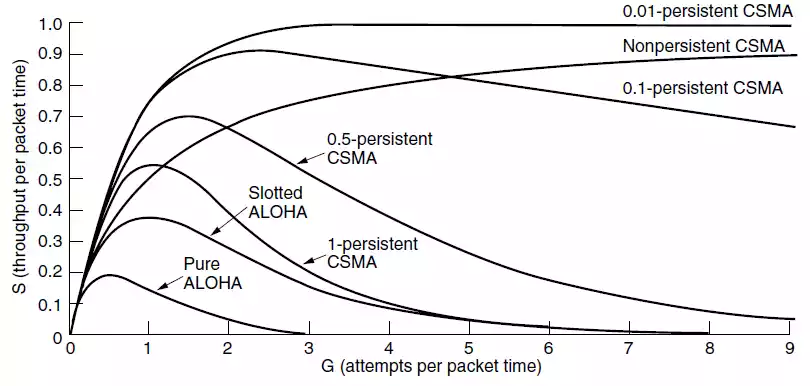 0.01-persistent CSMA
Nonpersistent CSMA
0.1-persistent CSMA
0.5-persistent
CSMA
Slotted
ALOHA
1-persistent
CSMA
Pure
ALOHA
S (throughput per packet time)
1.0
0.9
0.8
0.7
0.6
0.5
0.4
0.3
0.2
0.1
0
0 1 2 3 4 5 6 7 8 9
G (attempts per packet time)